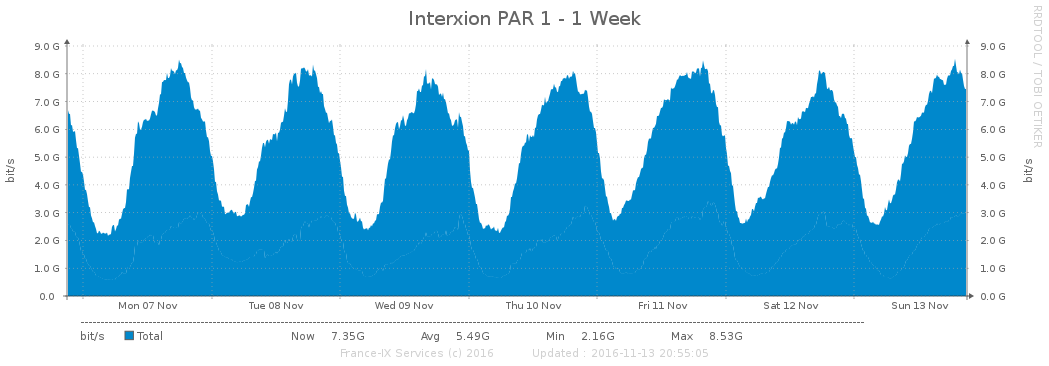 Interxion PAR 1 - 1 Week
RRDTOOL / TOBI OETIKER
9.0 G 9.0 G
8.0 G 8.0 G
7.0 G 7.0 G
6.0 G 6.0 G
5.0 G 5.0 G
4.0 G 4.0 G
3.0 G 3.0 G
2.0 G 2.0 G
1.0 G 1.0 G
0.0 0.0 G
bit/s bit/s
Mon 07 Nov Tue 08 Nov Wed 09 Nov Thu 10 Nov Fri 11 Nov Sat 12 Nov Sun 13 Nov
bit/s Total Now 7.35G Avg 5.49G Min 2.16G Max 8.53G
France-IX Services (c) 2016 Updated : 2016-11-13 20:55:05